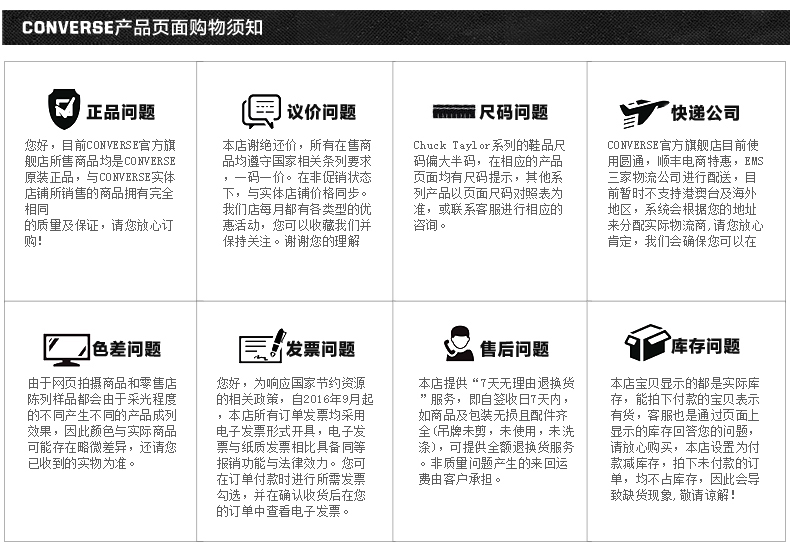 CONVERSE产品页面购物须知
正品问题
您好，目前CONVERSE官方旗
舰店所售商品均是CONVERSE
原装正品，与CONVERSE实体
店铺所销售的商品拥有完全
相同
的质量及保证，请您放心订
购！
议价问题
本店谢绝还价，所有在售商
品均遵守国家相关条列要求
，一码一价。在非促销状态
下，与实体店铺价格同步。
我们店每月都有各类型的优
惠活动，您可以收藏我们并
保持关注。谢谢您的理解
尺码问题
Chuck Taylor系列的鞋品尺
码偏大半码，在相应的产品
页面均有尺码提示，其他系
列产品以页面尺码对照表为
准，或联系客服进行相应的
咨询。
快递公司
CONVERSE官方旗舰店目前使
用圆通，顺丰电商特惠，EMS
三家物流公司进行配送，目
前暂时不支持港澳台及海外
地区，系统会根据您的地址
来分配实际物流商,请您放心
肯定，我们会确保您可以在
色差问题
由于网页拍摄商品和零售店
陈列样品都会由于采光程度
的不同产生不同的产品成列
效果，因此颜色与实际商品
可能存在略微差异，还请您
已收到的实物为准。
发票问题
您好，为响应国家节约资源
的相关政策，自2016年9月起
，本店所有订单发票均采用
电子发票形式开具，电子发
票与纸质发票相比具备同等
报销功能与法律效力。您可
在订单付款时进行所需发票
勾选，并在确认收货后在您
的订单中查看电子发票。
售后问题
本店提供“7天无理由退换货
”服务，即自签收日7天内，
如商品及包装无损且配件齐
全(吊牌未剪，未使用，未洗
涤)，可提供全额退换货服务
。非质量问题产生的来回运
费由客户承担。
库存问题
本店宝贝显示的都是实际库
存，能拍下付款的宝贝表示
有货，客服也是通过页面上
显示的库存回答您的问题，
请放心购买，本店设置为付
款减库存，拍下未付款的订
单，均不占库存，因此会导
致缺货现象,敬请谅解！